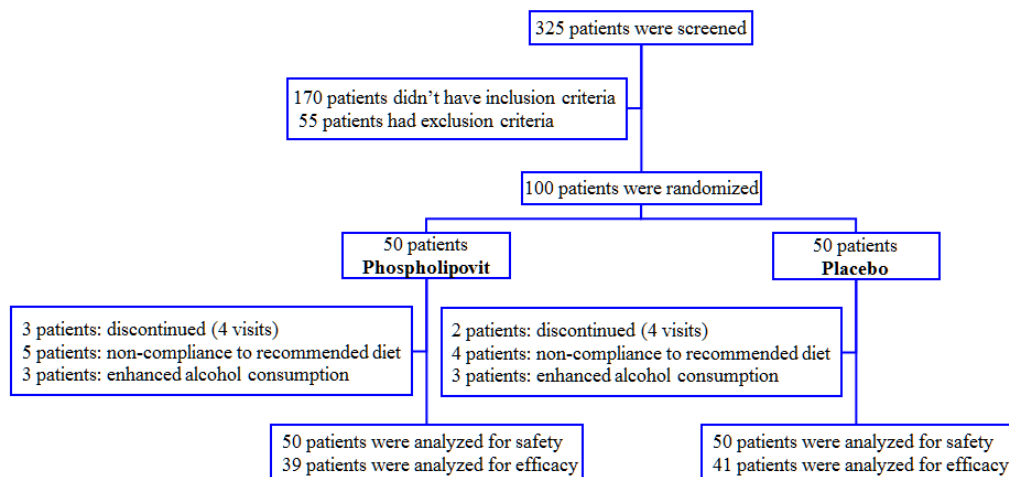 325 patients were screened
170 patients didn’t have inclusion criteria
55 patients had exclusion criteria
100 patients were randomized
50 patients
Phospholipovit
50 patients
Placebo
3 patients: discontinued (4 visits)
5 patients: non-compliance to recommended diet
3 patients: enhanced alcohol consumption
2 patients: discontinued (4 visits)
4 patients: non-compliance to recommended diet
3 patients: enhanced alcohol consumption
50 patients were analyzed for safety
39 patients were analyzed for efficacy
50 patients were analyzed for safety
41 patients were analyzed for efficacy